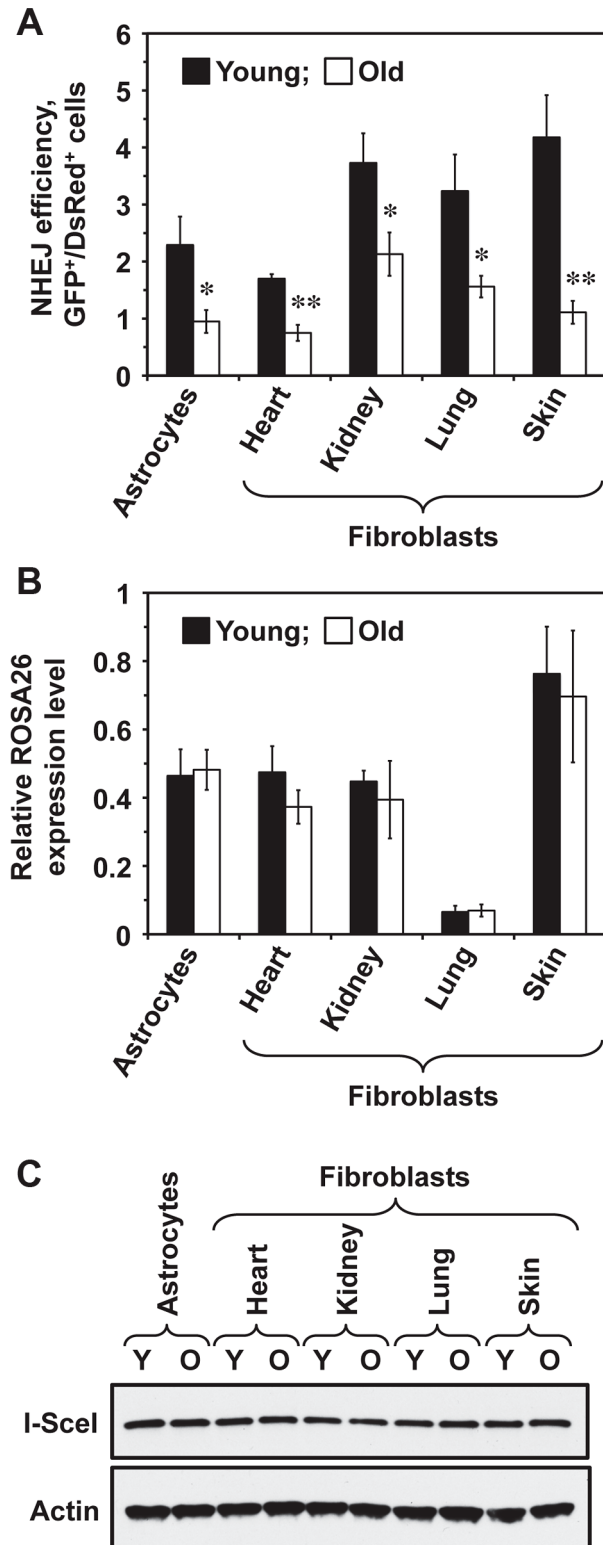 A
NHEJ efficiency,
GFP⁺/DsRed⁺ cells
6
5
4
3
2
1
0
Young; Old
*
**
*
*
**
Astrocytes
Heart
Kidney
Lung
Skin
Fibroblasts
B
Relative ROSA26
expression level
1
0.8
0.6
0.4
0.2
0
Young; Old
Astrocytes
Heart
Kidney
Lung
Skin
Fibroblasts
C
Fibroblasts
Astrocytes
Heart
Kidney
Lung
Skin
Y O Y O Y O Y O Y O
I-SceI
Actin